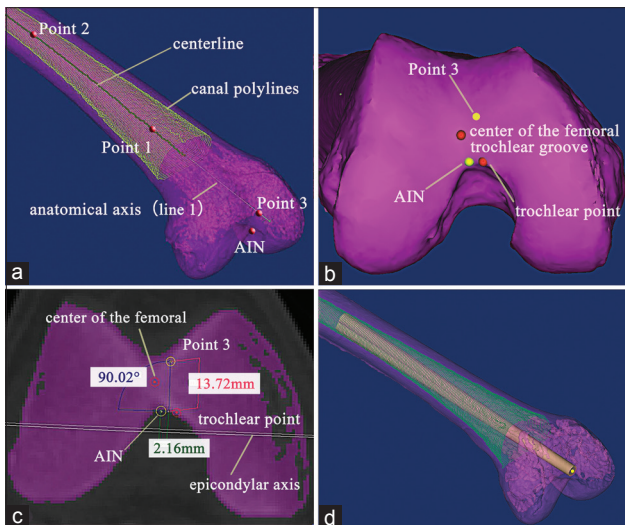 Point 2
centerline
canal polylines
Point 1
anatomical axis (line 1)
Point 3
AIN
a
Point 3
center of the femoral
trochlear groove
AIN
trochlear point
b
center of the femoral
Point 3
90.02°
13.72mm
trochlear point
AIN
2.16mm
epicondylar axis
c
d